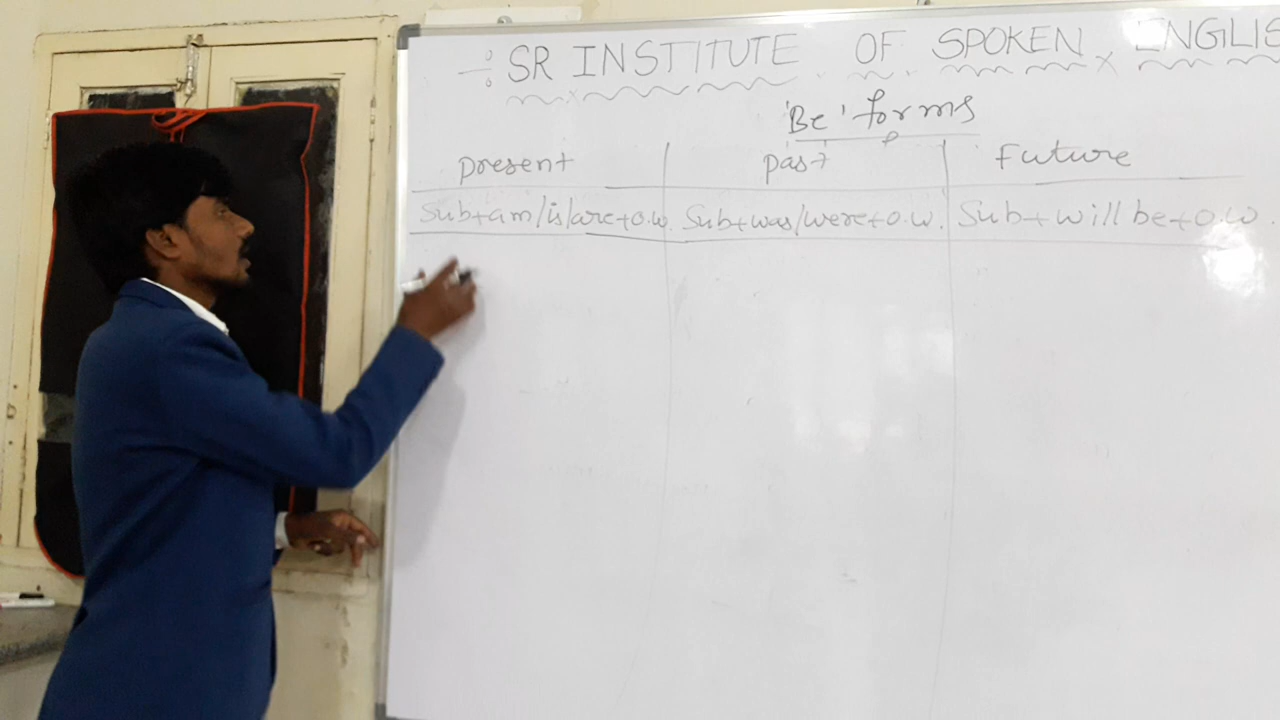 ÷ SR INSTITUTE OF SPOKEN ENGLIS
'Be' forms
present past Future
Sub+am/is/are+o.w. Sub+was/were+o.w. Sub+will be+o.w.